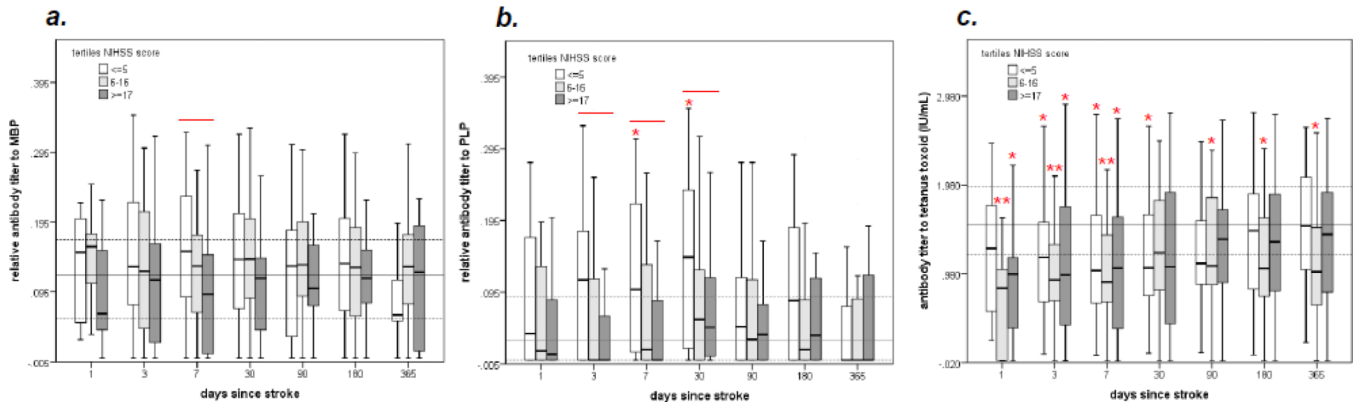 a.
tertiles NIHSS score
<=5
6-16
>=17
relative antibody titer to MBP
.395
.295
.195
.095
-.005
1 3 7 30 90 180 365
days since stroke
b.
tertiles NIHSS score
<=5
6-16
>=17
relative antibody titer to PLP
.395
.295
.195
.095
-.005
* *
1 3 7 30 90 180 365
days since stroke
c.
tertiles NIHSS score
<=5
6-16
>=17
antibody titer to tetanus toxoid (IU/mL)
2.980
1.980
.980
-.020
** * * ** * * ** * * * * *
1 3 7 30 90 180 365
days since stroke